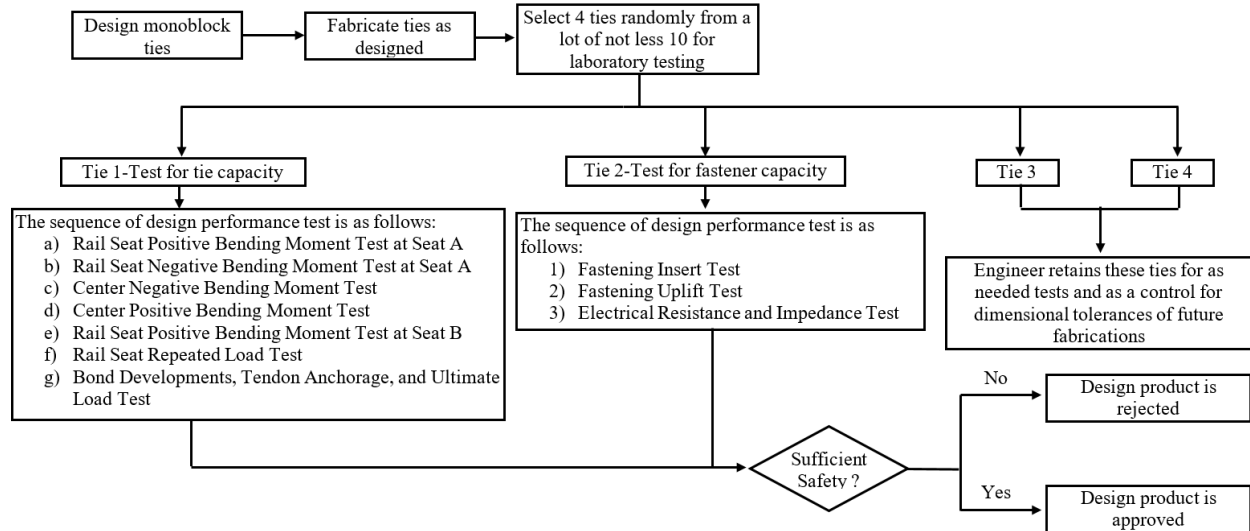 Design monoblock
ties
Fabricate ties as
designed
Select 4 ties randomly from a
lot of not less 10 for
laboratory testing
Tie 1-Test for tie capacity
Tie 2-Test for fastener capacity
Tie 3
Tie 4
The sequence of design performance test is as follows:
a) Rail Seat Positive Bending Moment Test at Seat A
b) Rail Seat Negative Bending Moment Test at Seat A
c) Center Negative Bending Moment Test
d) Center Positive Bending Moment Test
e) Rail Seat Positive Bending Moment Test at Seat B
f) Rail Seat Repeated Load Test
g) Bond Developments, Tendon Anchorage, and Ultimate
Load Test
The sequence of design performance test is as
follows:
1) Fastening Insert Test
2) Fastening Uplift Test
3) Electrical Resistance and Impedance Test
Engineer retains these ties for as
needed tests and as a control for
dimensional tolerances of future
fabrications
Sufficient
Safety ?
No
Design product is
rejected
Yes
Design product is
approved